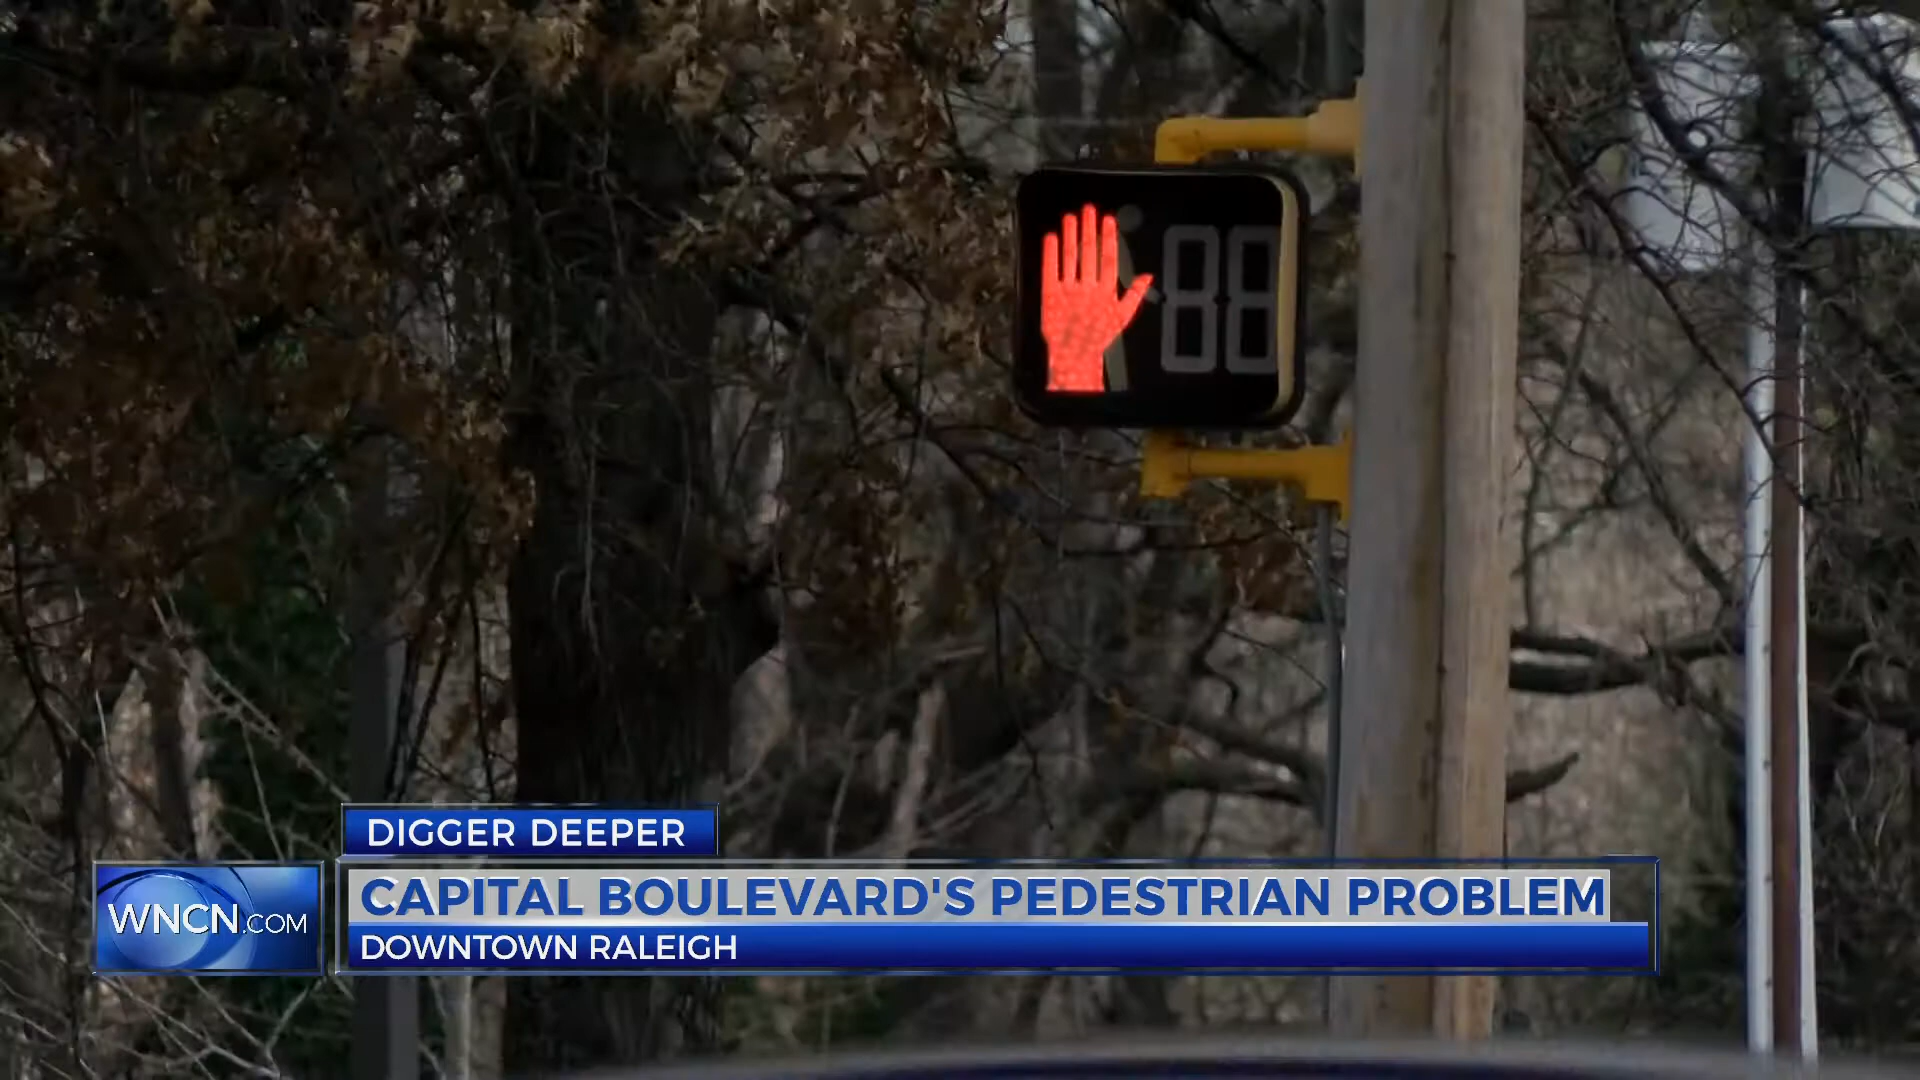 88
DIGGER DEEPER
CAPITAL BOULEVARD'S PEDESTRIAN PROBLEM
WNCN.COM
DOWNTOWN RALEIGH